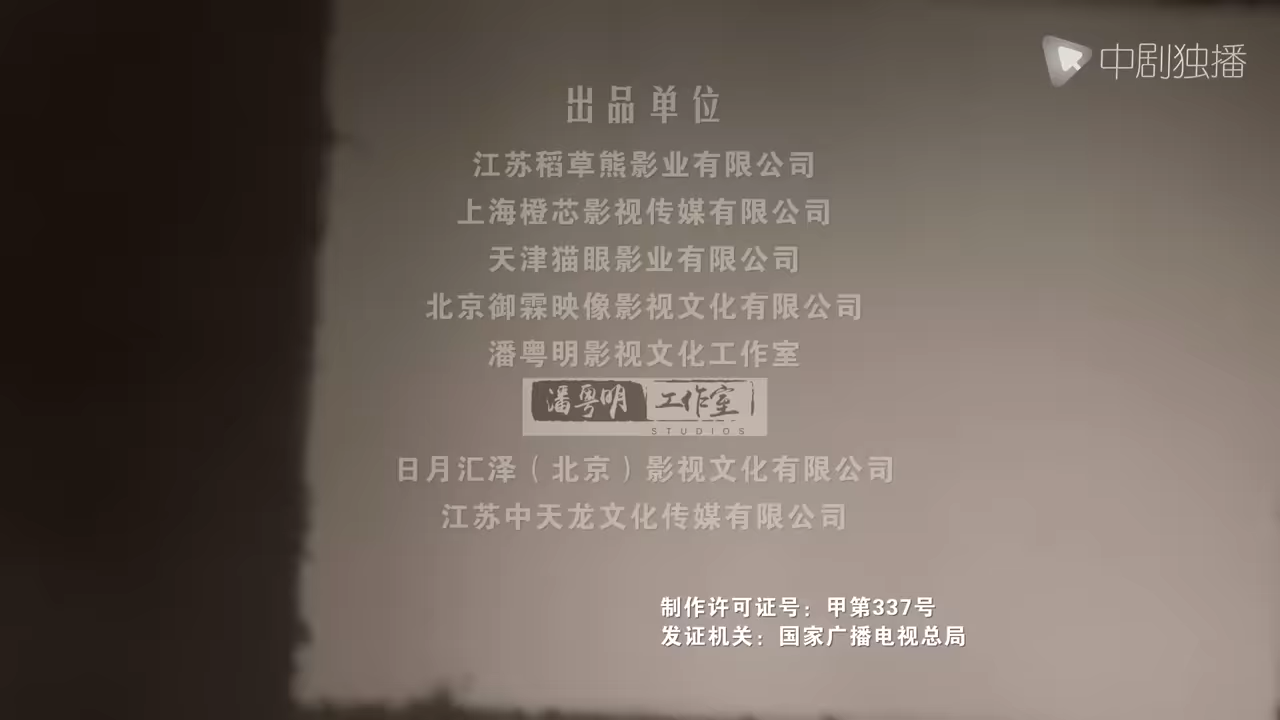 中剧独播
出品单位
江苏稻草熊影业有限公司
上海橙芯影视传媒有限公司
天津猫眼影业有限公司
北京御霖映像影视文化有限公司
潘粤明影视文化工作室
潘粤明 工作室
STUDIOS
日月汇泽（北京）影视文化有限公司
江苏中天龙文化传媒有限公司
制作许可证号：甲第337号
发证机关：国家广播电视总局